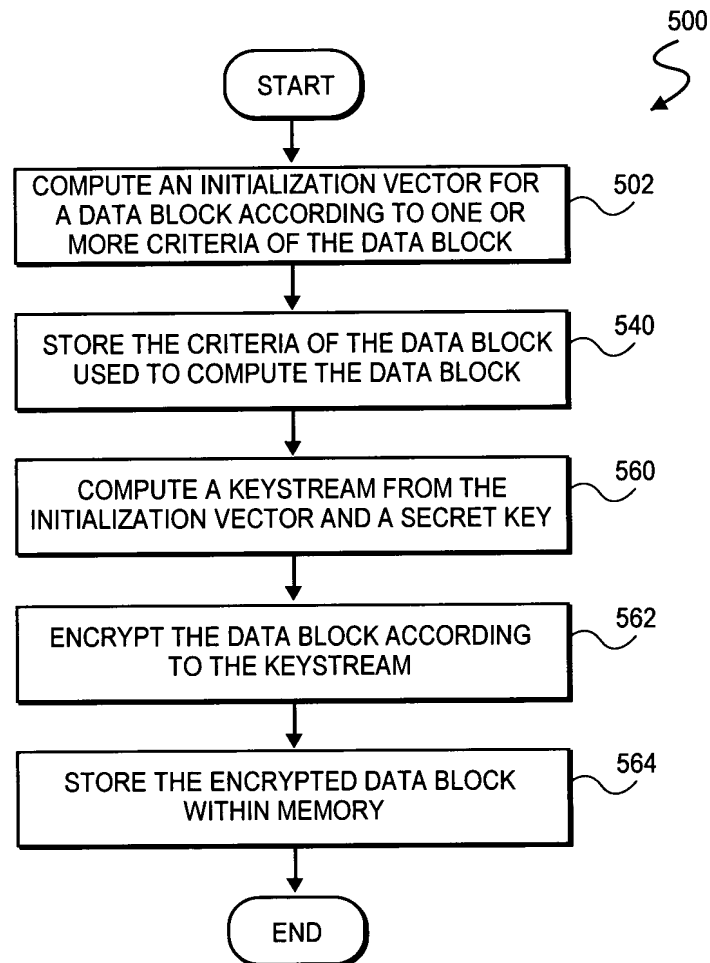 500
START
COMPUTE AN INITIALIZATION VECTOR FOR
A DATA BLOCK ACCORDING TO ONE OR
MORE CRITERIA OF THE DATA BLOCK
502
STORE THE CRITERIA OF THE DATA BLOCK
USED TO COMPUTE THE DATA BLOCK
540
COMPUTE A KEYSTREAM FROM THE
INITIALIZATION VECTOR AND A SECRET KEY
560
ENCRYPT THE DATA BLOCK ACCORDING
TO THE KEYSTREAM
562
STORE THE ENCRYPTED DATA BLOCK
WITHIN MEMORY
564
END